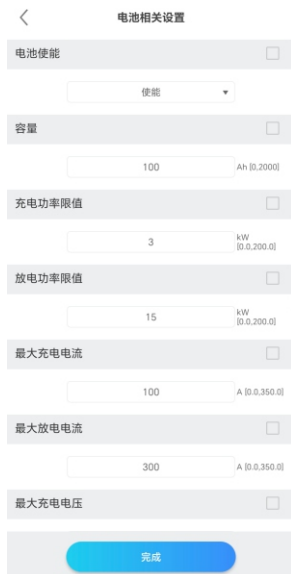 电池相关设置
电池使能
使能
容量
100 Ah [0,2000]
充电功率限值
3 kW
[0.0,200.0]
放电功率限值
15 kW
[0.0,200.0]
最大充电电流
100 A [0.0,350.0]
最大放电电流
300 A [0.0,350.0]
最大充电电压
完成